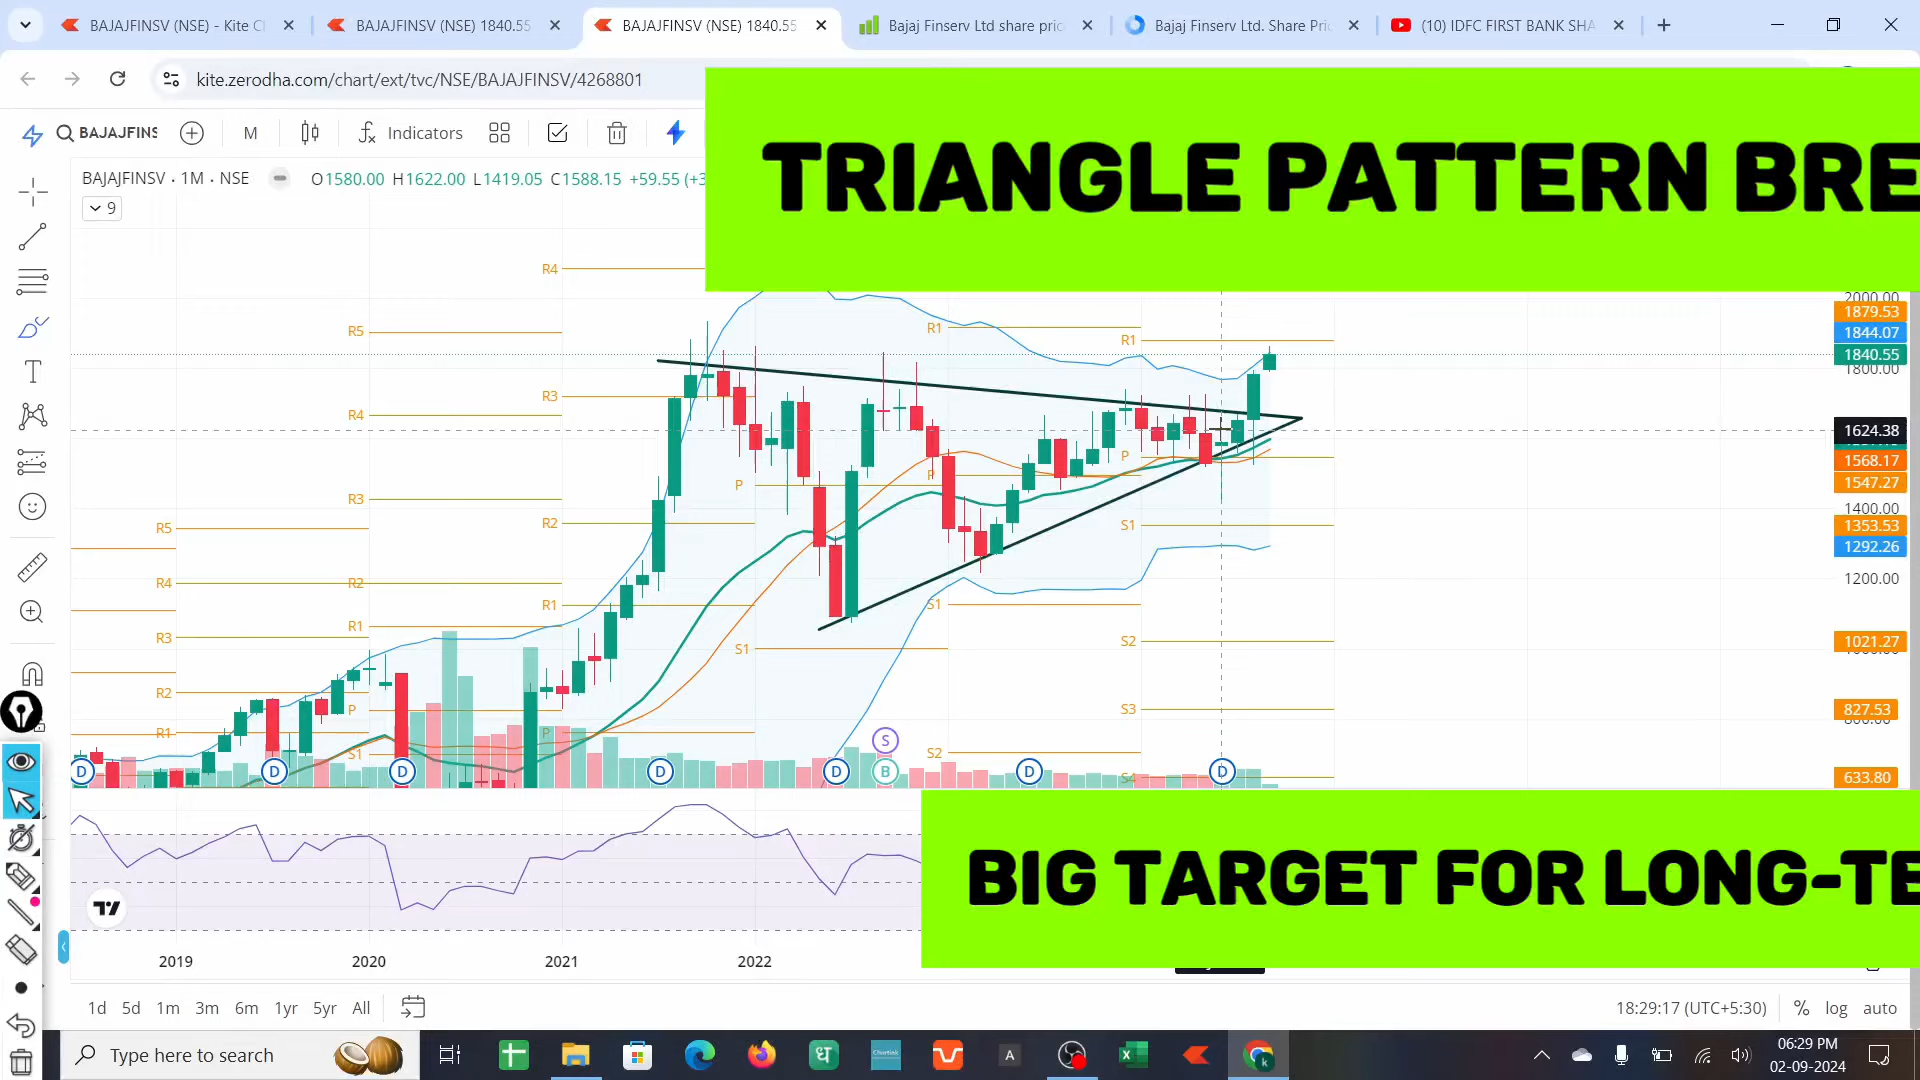 BAJAJFINSV (NSE) - Kite C
BAJAJFINSV (NSE) 1840.55
BAJAJFINSV (NSE) 1840.55
Bajaj Finserv Ltd share pric
Bajaj Finserv Ltd. Share Pric
(10) IDFC FIRST BANK SHA
kite.zerodha.com/chart/ext/tvc/NSE/BAJAJFINSV/4268801
BAJAJFINS
M
Indicators
TRIANGLE PATTERN BRE
BAJAJFINSV · 1M · NSE
O1580.00 H1622.00 L1419.05 C1588.15 +59.55 (+3
9
R4
R5
R1
R1
R3
R4
P
P
P
R3
R2
S1
R5
R4
R2
R1
S1
R3
R1
S1
S2
R2
P
S3
R1
P
S1
S2
S4
D
D
D
D
D
S
B
D
D
2000.00
1879.53
1844.07
1840.55
1800.00
1624.38
1568.17
1547.27
1400.00
1353.53
1292.26
1200.00
1021.27
827.53
633.80
BIG TARGET FOR LONG-TE
2019
2020
2021
2022
1d
5d
1m
3m
6m
1yr
5yr
All
18:29:17 (UTC+5:30)
%
log
auto
Type here to search
ध
Chartink
A
06:29 PM
02-09-2024